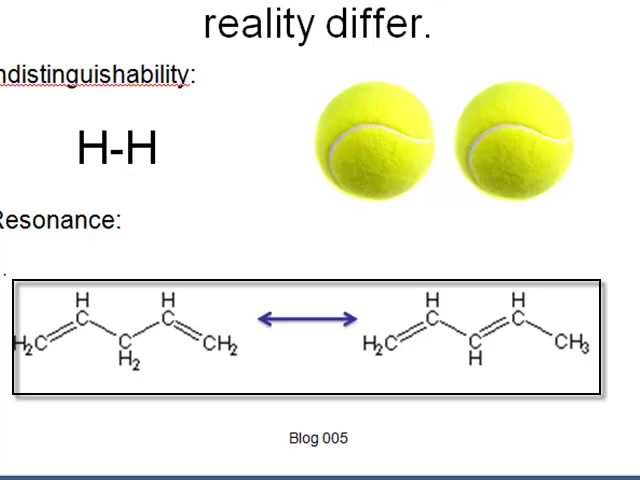 reality differ.
ndistinguishability:
H-H
Resonance:
.
H H H H
C C C C
H₂C C CH₂ H₂C C CH₃
H₂ H
Blog 005